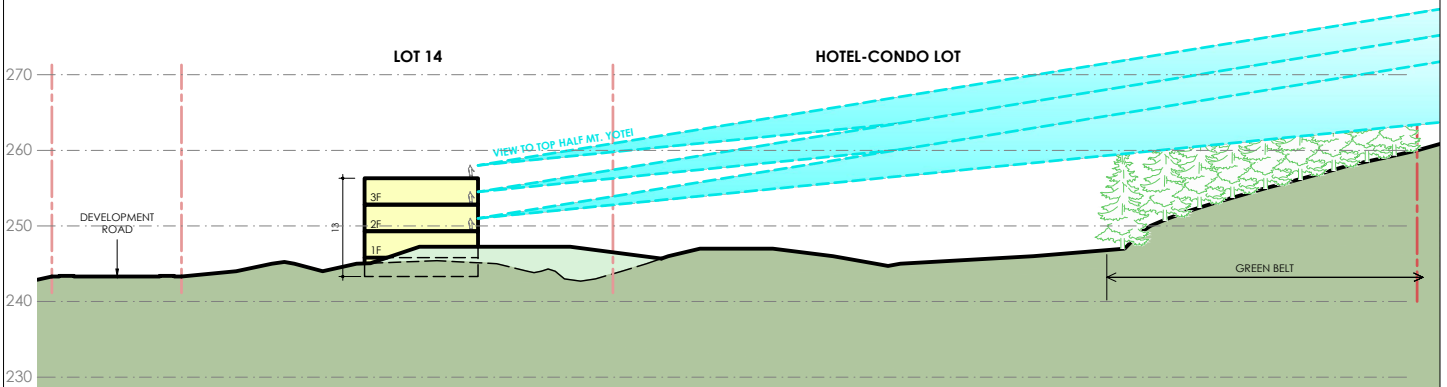 LOT 14
HOTEL-CONDO LOT
270
VIEW TO TOP HALF MT. YOTEI
260
3F
DEVELOPMENT
ROAD
13
2F
250
1F
GREEN BELT
240
230